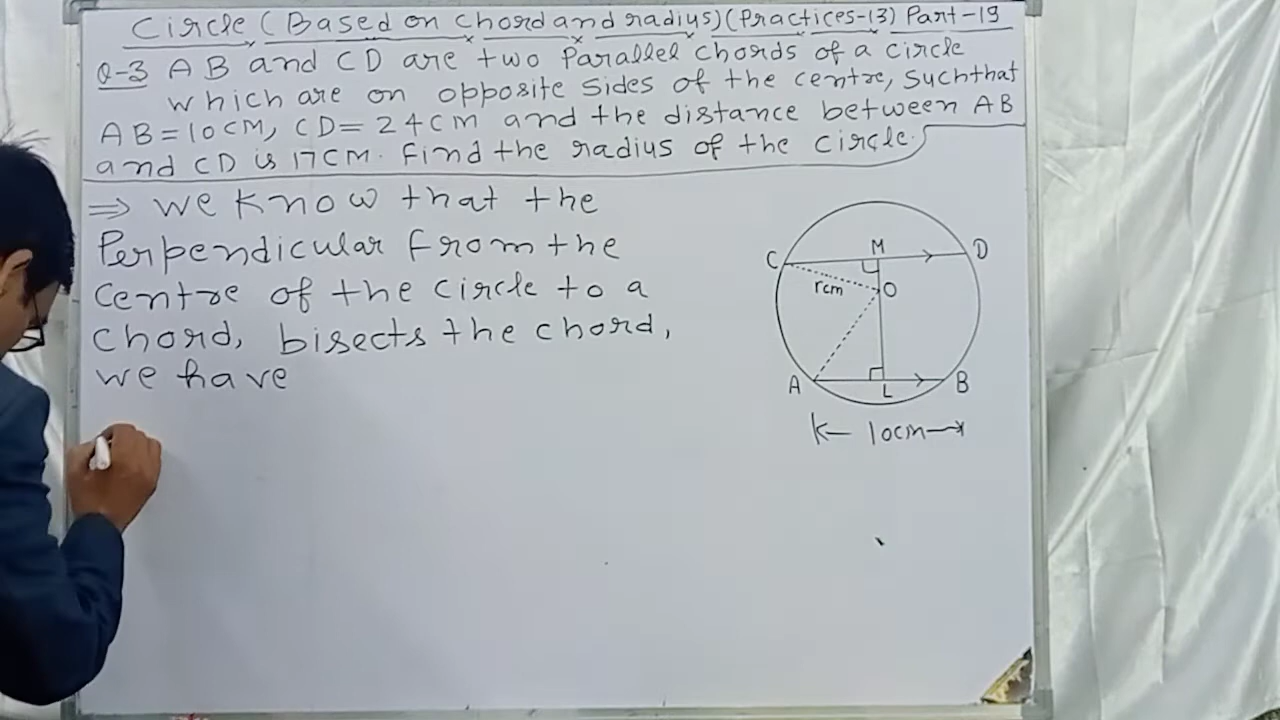 Circle (Based on chord and radius) (Practices-13) Part-19
Q-3 AB and CD are two Parallel chords of a circle
which are on opposite sides of the centre, such that
AB=10CM, CD=24CM and the distance between AB
and CD is 17CM. Find the radius of the circle.
⇒ we know that the
Perpendicular from the
centre of the circle to a
chord, bisects the chord,
we have
C M D
rcm O
A L B
10cm